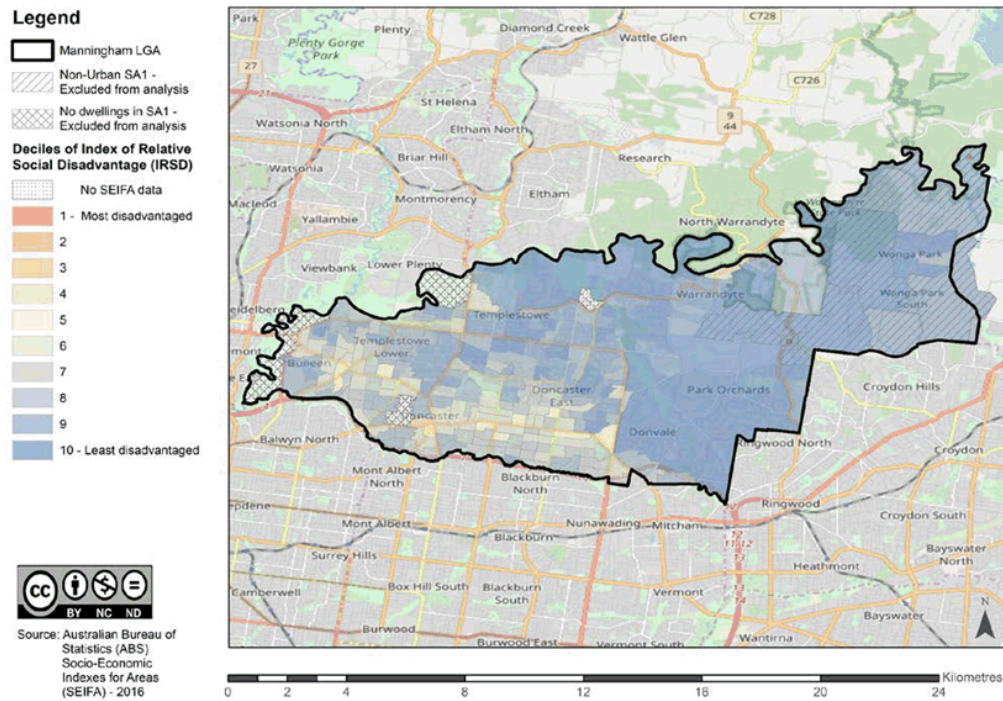 Legend
Manningham LGA
Non-Urban SA1 -
Excluded from analysis
No dwellings in SA1 -
Excluded from analysis
Deciles of Index of Relative
Social Disadvantage (IRSD)
No SEIFA data
1 - Most disadvantaged
2
3
4
5
6
7
8
9
10 - Least disadvantaged
CC BY NC ND
Source: Australian Bureau of
Statistics (ABS)
Socio-Economic
Indexes for Areas
(SEIFA) - 2016
Plenty Gorge
Park
Plenty
Diamond Creek
Wattle Glen
C728
27
C726
Park
Watsonia North
St Helena
Eltham North
9
44
Watsonia
Briar Hill
Research
Macleod
Montmorency
Eltham
Yallambie
North Warrandyte
Viewbank
Lower Plenty
Wonga Park
Warrandyte
Wonga Park
South
Templestowe
Templestowe
Lower
Bulleen
Doncaster
East
Park Orchards
Croydon Hills
Doncaster
Donvale
Balwyn North
Ringwood North
Croydon
Mont Albert
North
Blackburn
North
Ringwood
Mont Albert
Nunawading
Mitcham
Croydon South
Blackburn
Surrey Hills
Heathmont
Bayswater
North
Camberwell
Box Hill South
Blackburn
South
Vermont
Bayswater
Burwood
Burwood East
Vermont South
Wantirna
N
Kilometres
0 2 4 8 12 16 20 24